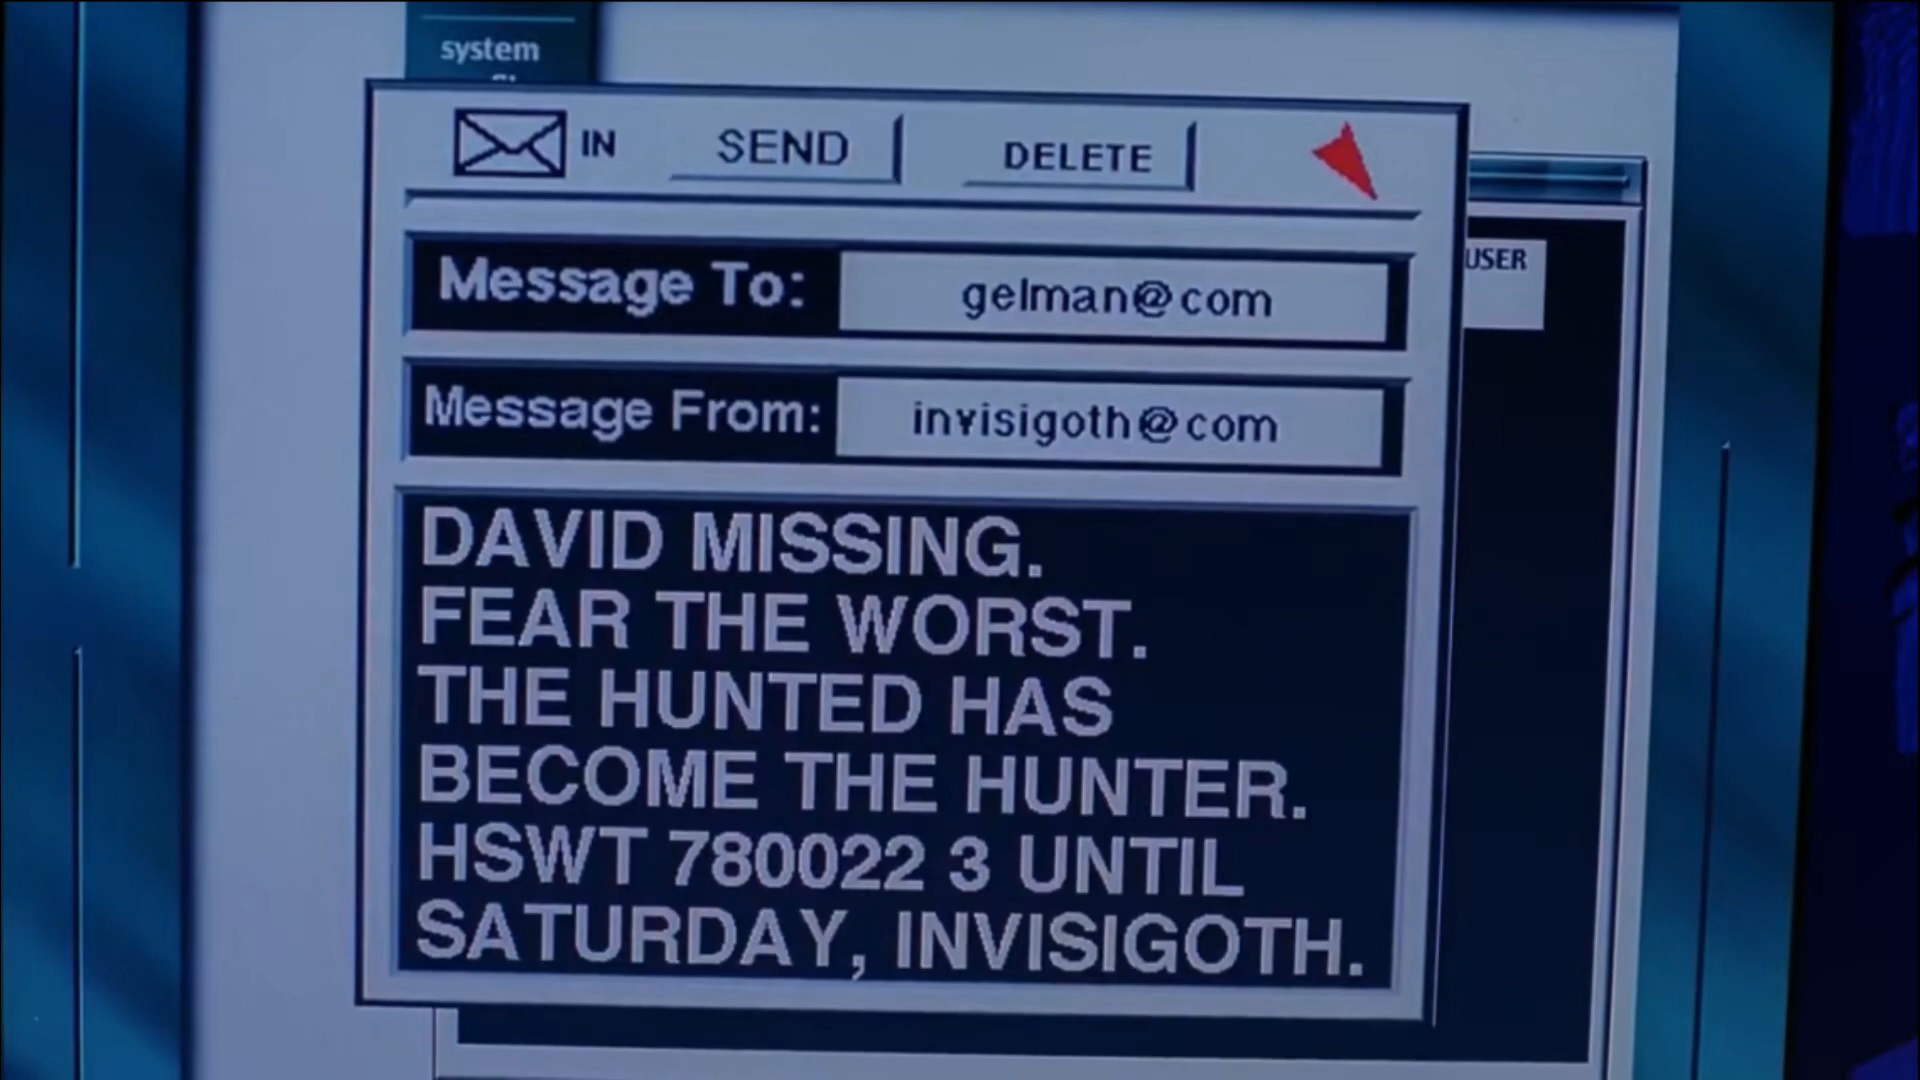 system
IN SEND DELETE
Message To: gelman@com
USER
Message From: invisigoth@com
DAVID MISSING.
FEAR THE WORST.
THE HUNTED HAS
BECOME THE HUNTER.
HSWT 780022 3 UNTIL
SATURDAY, INVISIGOTH.